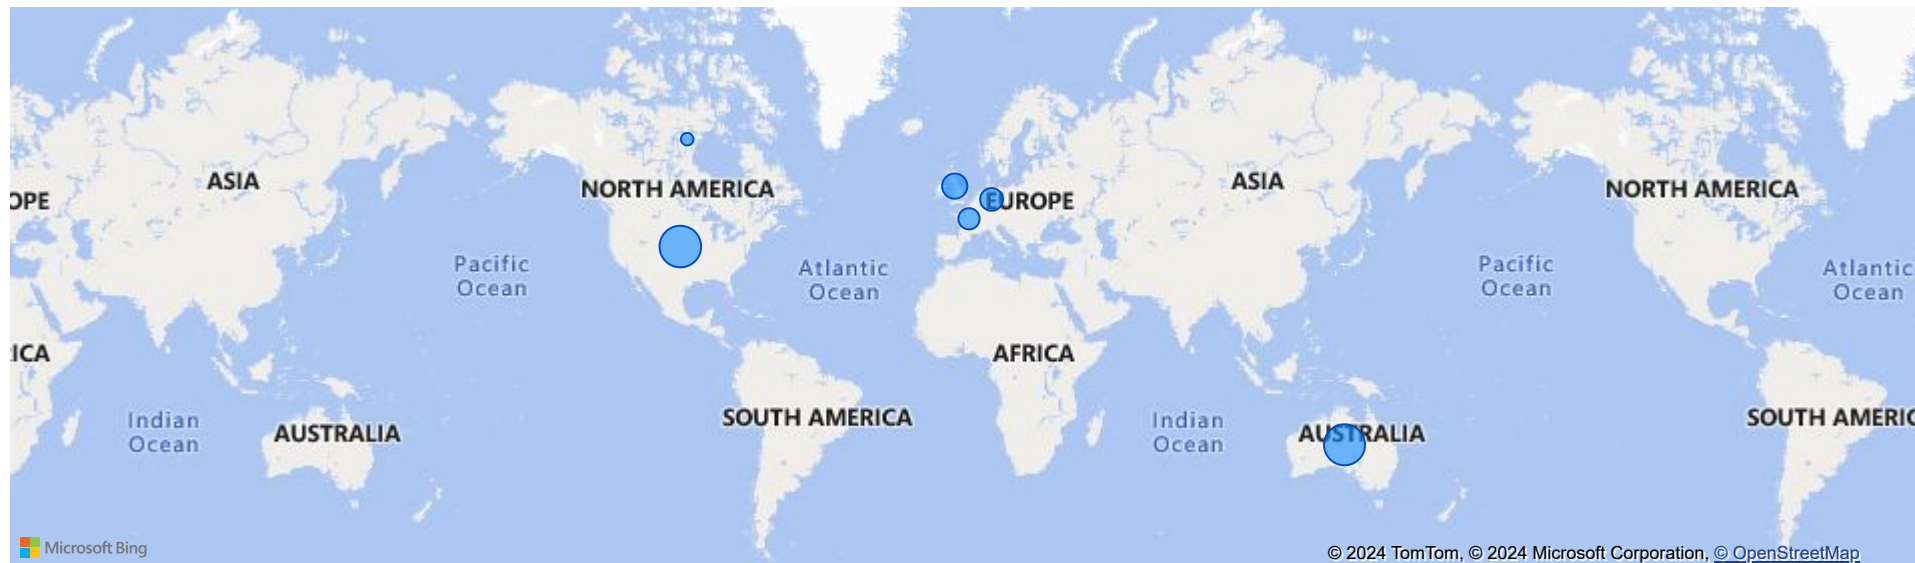 ASIA
NORTH AMERICA
OPE
EUROPE
ASIA
NORTH AMERICA
Pacific
Ocean
Atlantic
Ocean
Pacific
Ocean
Atlantic
Ocean
ICA
AFRICA
SOUTH AMERICA
SOUTH AMERIC
Indian
Ocean
AUSTRALIA
Indian
Ocean
AUSTRALIA
Microsoft Bing
© 2024 TomTom, © 2024 Microsoft Corporation, © OpenStreetMap